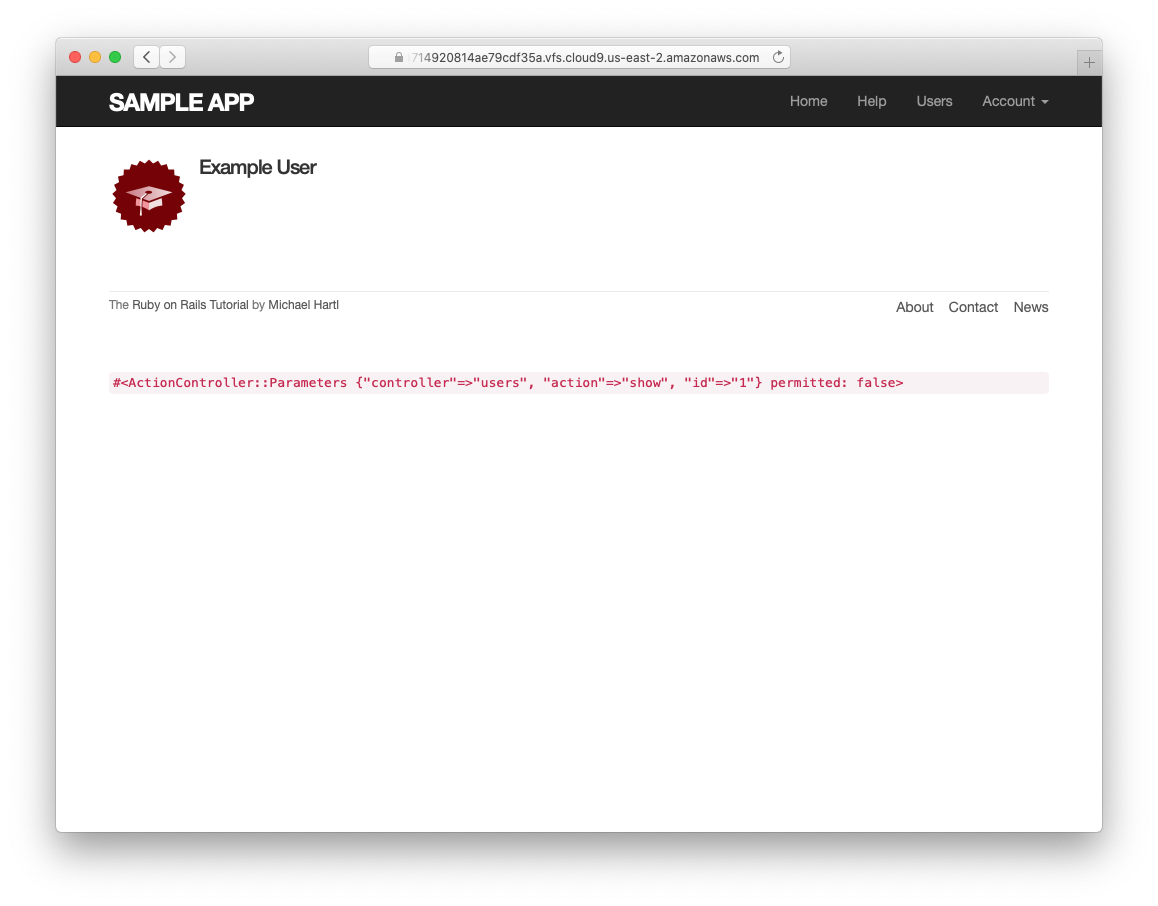 714920814ae79cdf35a.vfs.cloud9.us-east-2.amazonaws.com
SAMPLE APP Home Help Users Account
Example User
The Ruby on Rails Tutorial by Michael Hartl About Contact News
#<ActionController::Parameters {"controller"=>"users", "action"=>"show", "id"=>"1"} permitted: false>